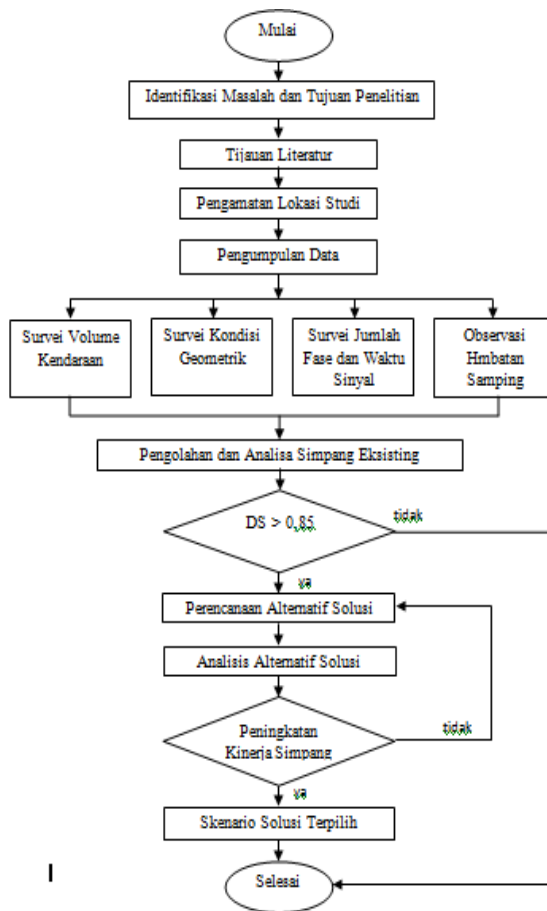 Mulai
Identifikasi Masalah dan Tujuan Penelitian
Tijauan Literatur
Pengamatan Lokasi Studi
Pengumpulan Data
Survei Volume
Kendaraan
Survei Kondisi
Geometrik
Survei Jumlah
Fase dan Waktu
Sinyal
Observasi
Hmbatan
Samping
Pengolahan dan Analisa Simpang Eksisting
DS > 0,85
tidak
ya
Perencanaan Alternatif Solusi
Analisis Alternatif Solusi
Peningkatan
Kinerja Simpang
tidak
ya
Skenario Solusi Terpilih
I
Selesai